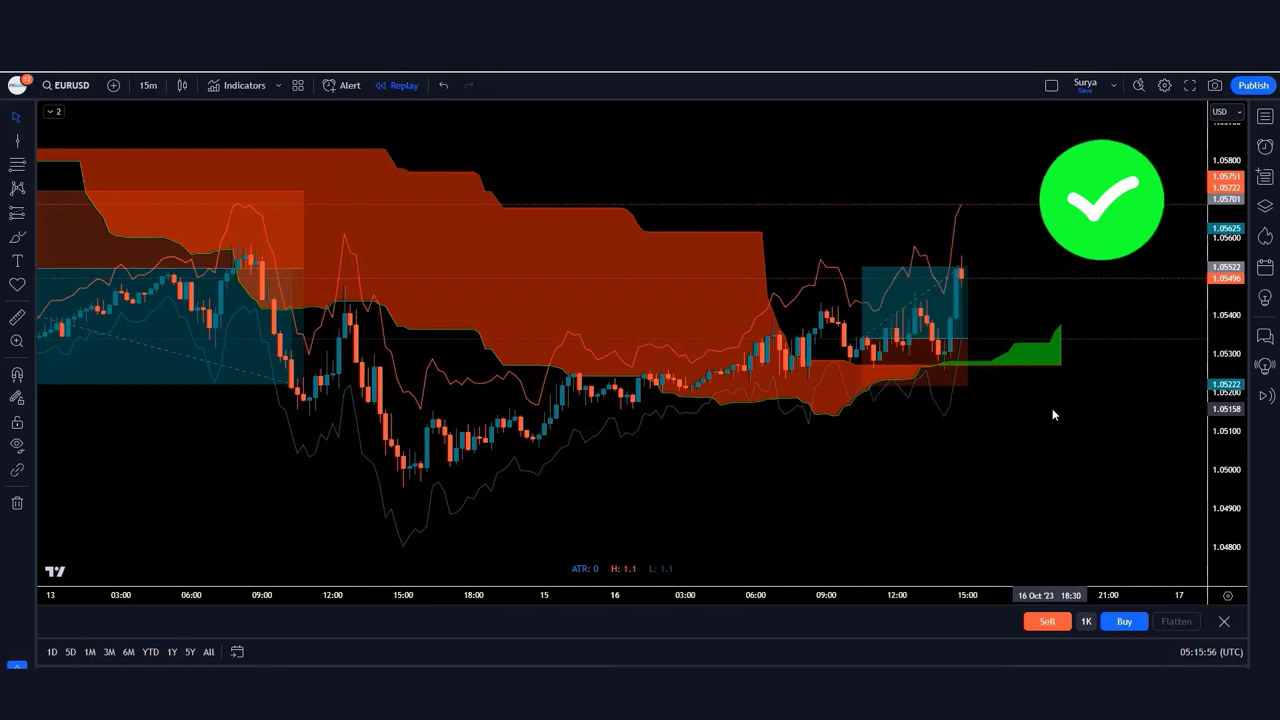 12
EURUSD
15m
Indicators
Alert
Replay
Surya
Save
Publish
2
USD
1.05800
1.05751
1.05722
1.05701
1.05625
1.05600
1.05522
1.05496
1.05400
1.05300
1.05222
1.05200
1.05158
1.05100
1.05000
1.04900
1.04800
ATR: 0 H: 1.1 L: 1.1
13 03:00 06:00 09:00 15:00 18:00 15 03:00 06:00 09:00 12:00 15:00 16 Oct '23 18:30 21:00 17
Sell 1K Buy Flatten
1D 5D 1M 3M 6M YTD 1Y 5Y All
05:15:56 (UTC)